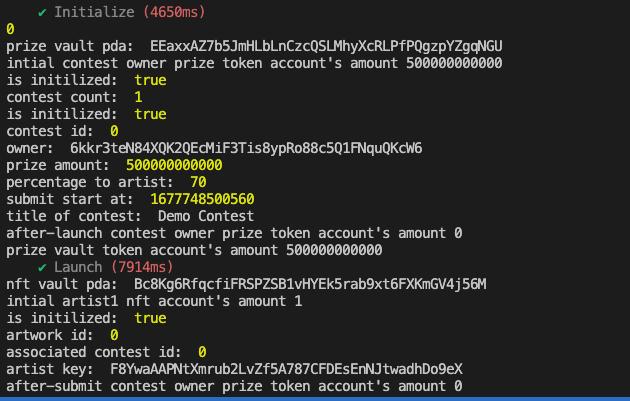 ✔ Initialize (4650ms)
0
prize vault pda:  EEaxxAZ7b5JmHLbLnCzcQSLMhyXcRLPfPQgzpYZgqNGU
intial contest owner prize token account's amount 500000000000
is initilized:  true
contest count:  1
is initilized:  true
contest id:  0
owner:  6kkr3teN84XQK2QEcMiF3Tis8ypRo88c5Q1FNquQKcW6
prize amount:  500000000000
percentage to artist:  70
submit start at:  1677748500560
title of contest:  Demo Contest
after-launch contest owner prize token account's amount 0
prize vault token account's amount 500000000000
✔ Launch (7914ms)
nft vault pda:  Bc8Kg6RfqcfiFRSPZSB1vHYEk5rab9xt6FXKmGV4j56M
intial artist1 nft account's amount 1
is initilized:  true
artwork id:  0
associated contest id:  0
artist key:  F8YwaAAPNtXmrub2LvZf5A787CFDEsEnNJtwadhDo9eX
after-submit contest owner prize token account's amount 0